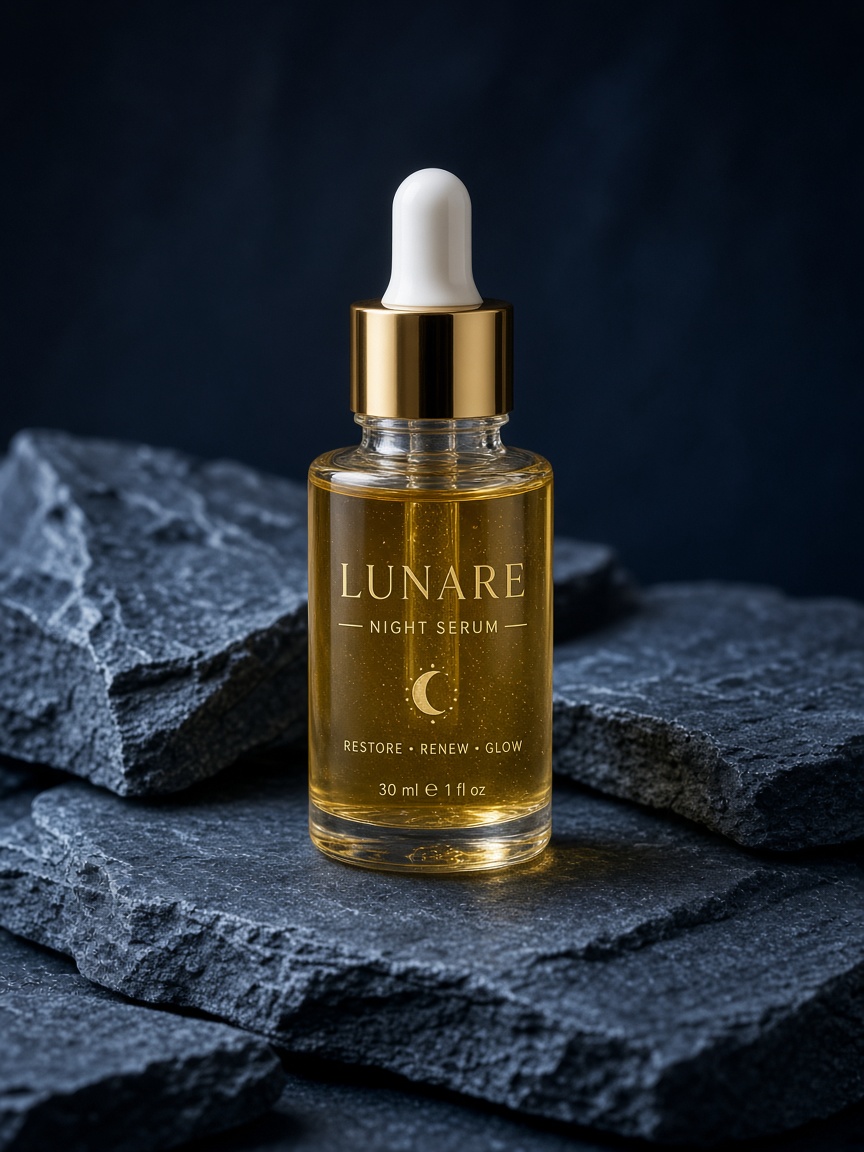 LUNARE
— NIGHT SERUM —
RESTORE • RENEW • GLOW
30 ml ℮ 1 fl oz